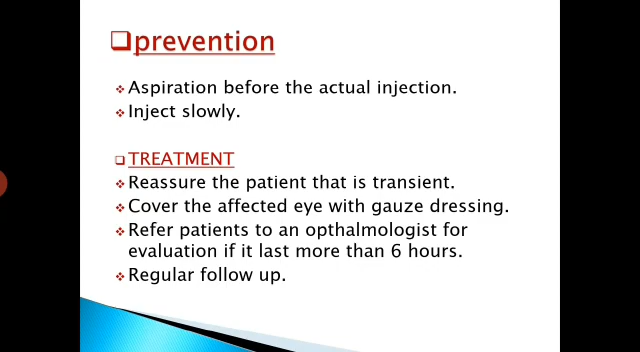 prevention
Aspiration before the actual injection.
Inject slowly.
TREATMENT
Reassure the patient that is transient.
Cover the affected eye with gauze dressing.
Refer patients to an opthalmologist for
evaluation if it last more than 6 hours.
Regular follow up.